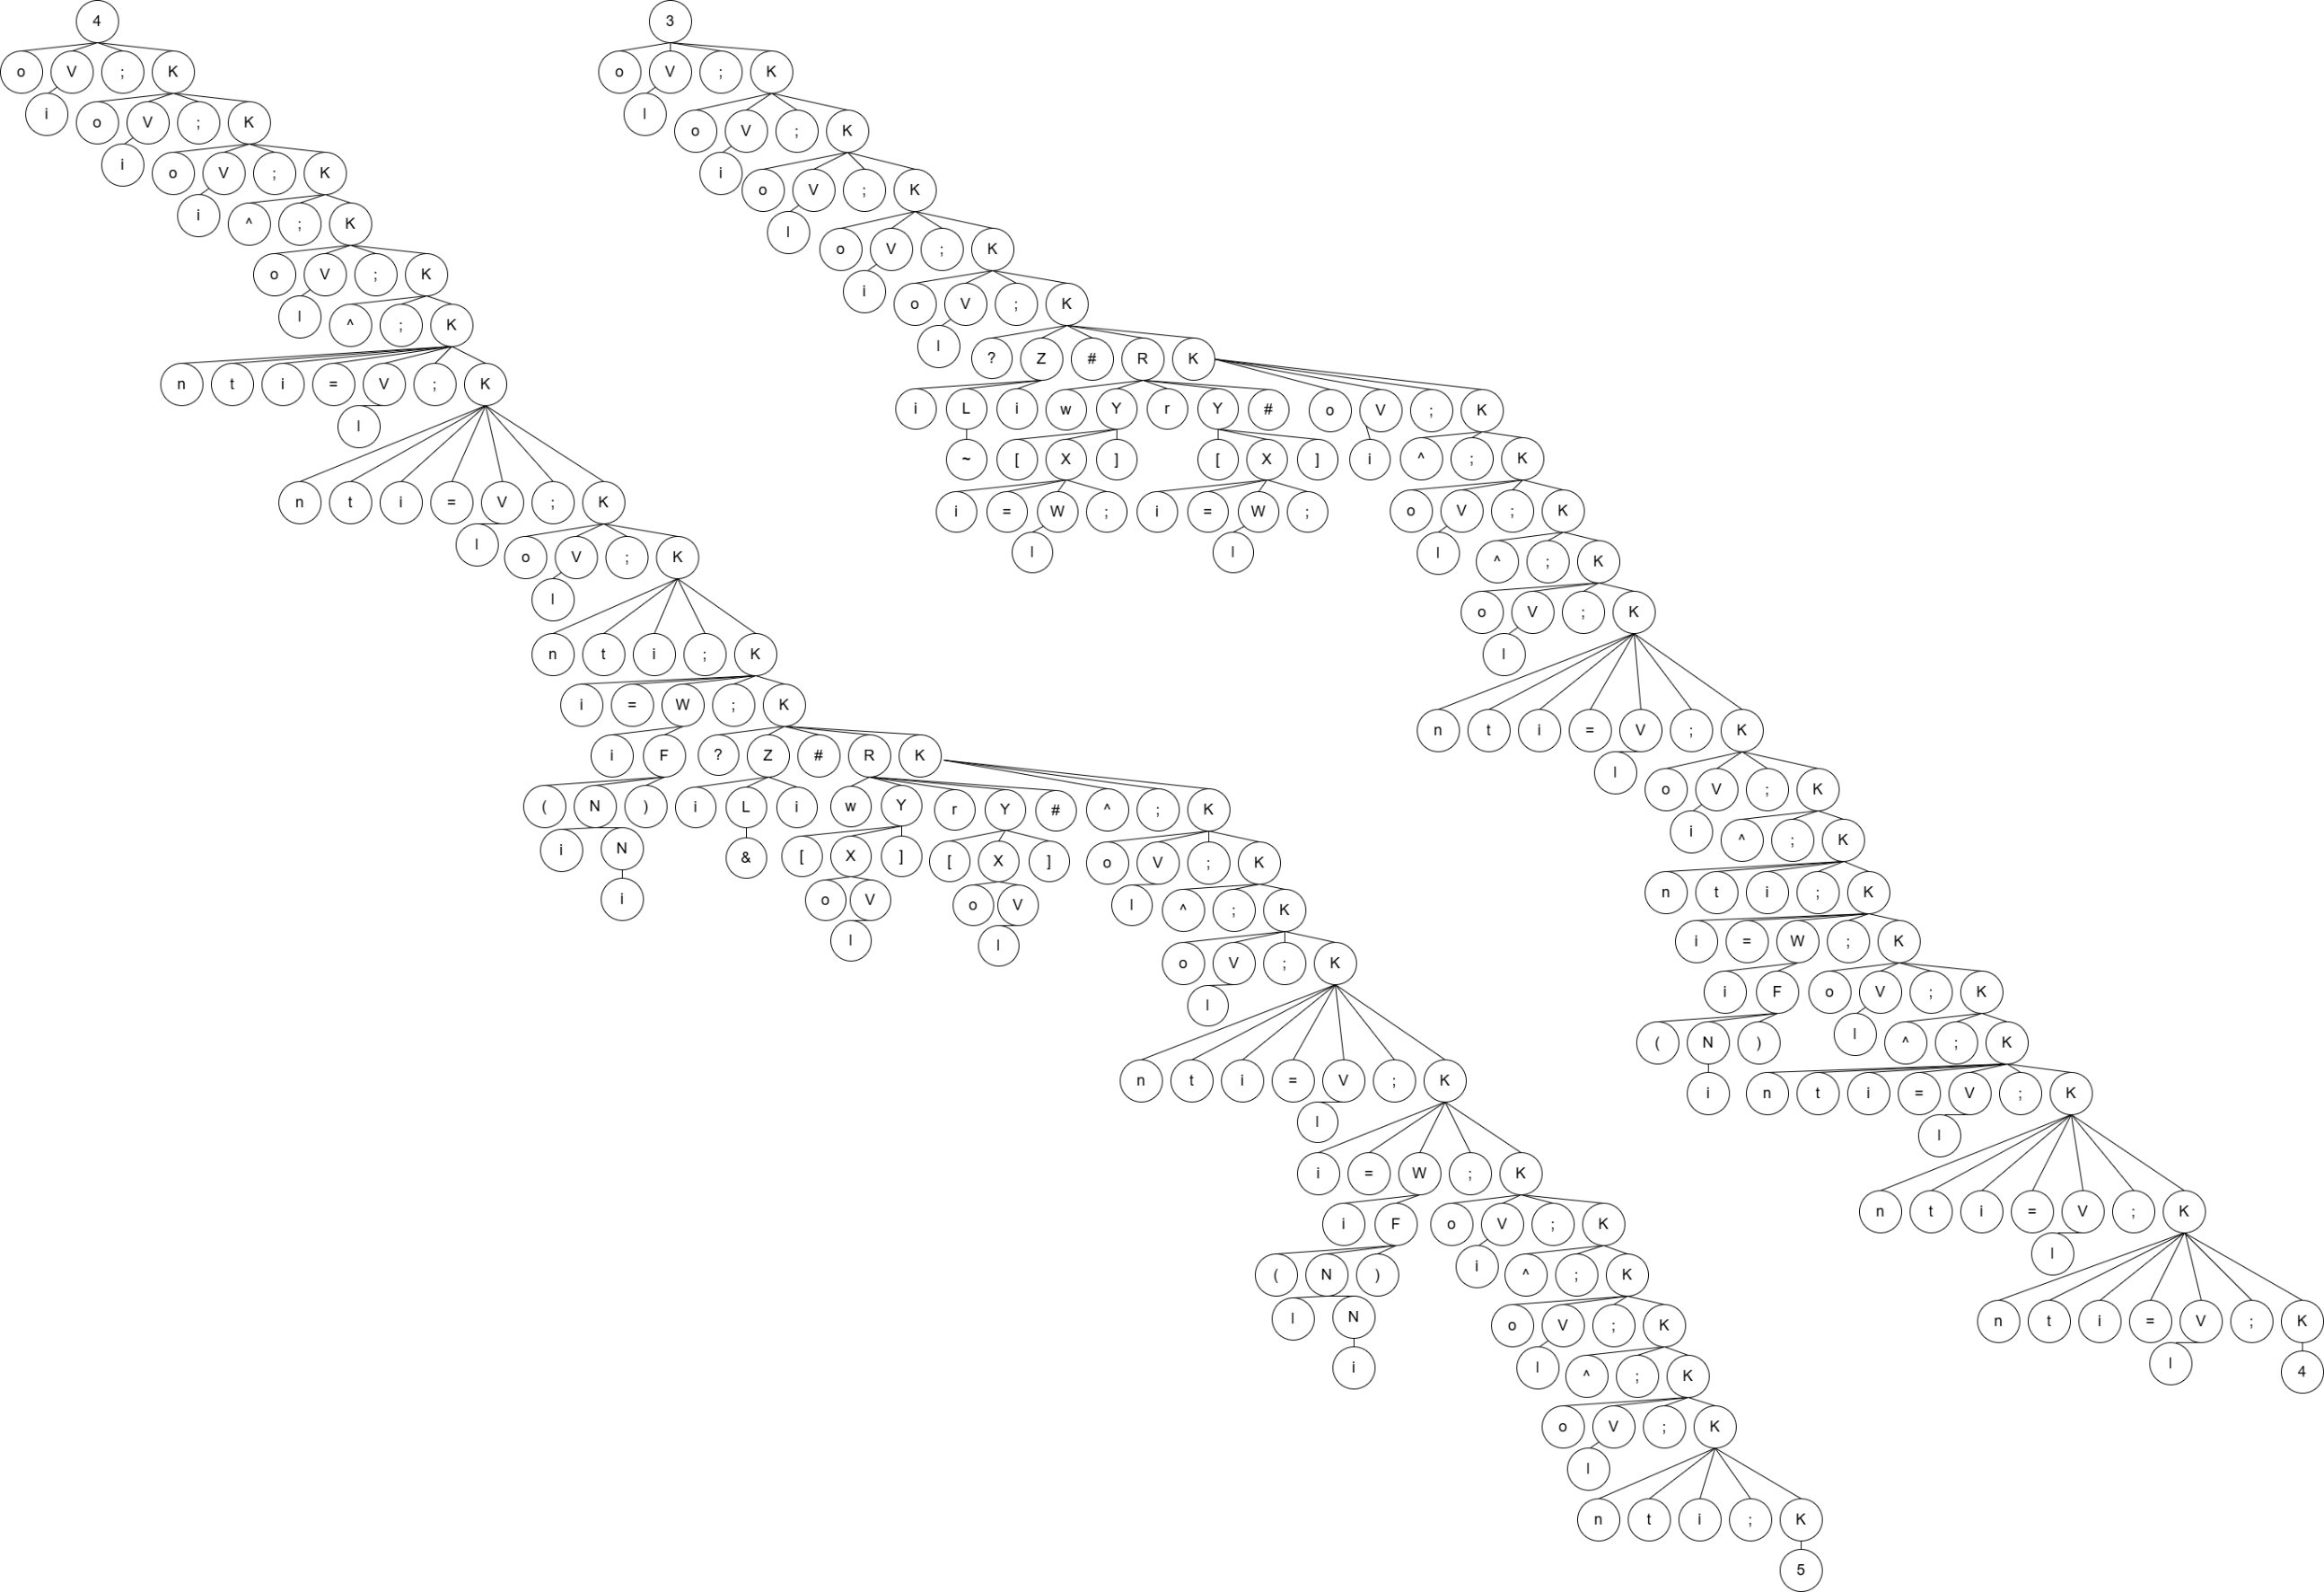 4 3
o V ; K o V ; K
i l
o V ; K o V ; K
i o V ; K i
o V ; K
i ^ ; K l
o V ; K
o V ; K i
l ^ ; K o V ; K
l
? Z # R K
n t i = V ; K
i L i w Y r Y # o V ; K
l
~ [ X ] [ X ] i ^ ; K
n t i = V ; K i = W ; i = W ; o V ; K
l l l l
o V ; K ^ ; K
l o V ; K
n t i ; K l
i = W ; K
n t i = V ; K
i F ? Z # R K l
o V ; K
( N ) i L i w Y r Y # ^ ; K i
^ ; K
i N & [ X ] [ X ] o V ; K
n t i ; K
i o V o V l ^ ; K
l l i = W ; K
o V ; K
l i F o V ; K
l
( N ) ^ ; K
n t i = V ; K i n t i = V ; K
l l
i = W ; K
i F o V ; K n t i = V ; K
i l
( N ) ^ ; K
l N o V ; K n t i = V ; K
i l ^ ; K l 4
o V ; K
l
n t i ; K
5